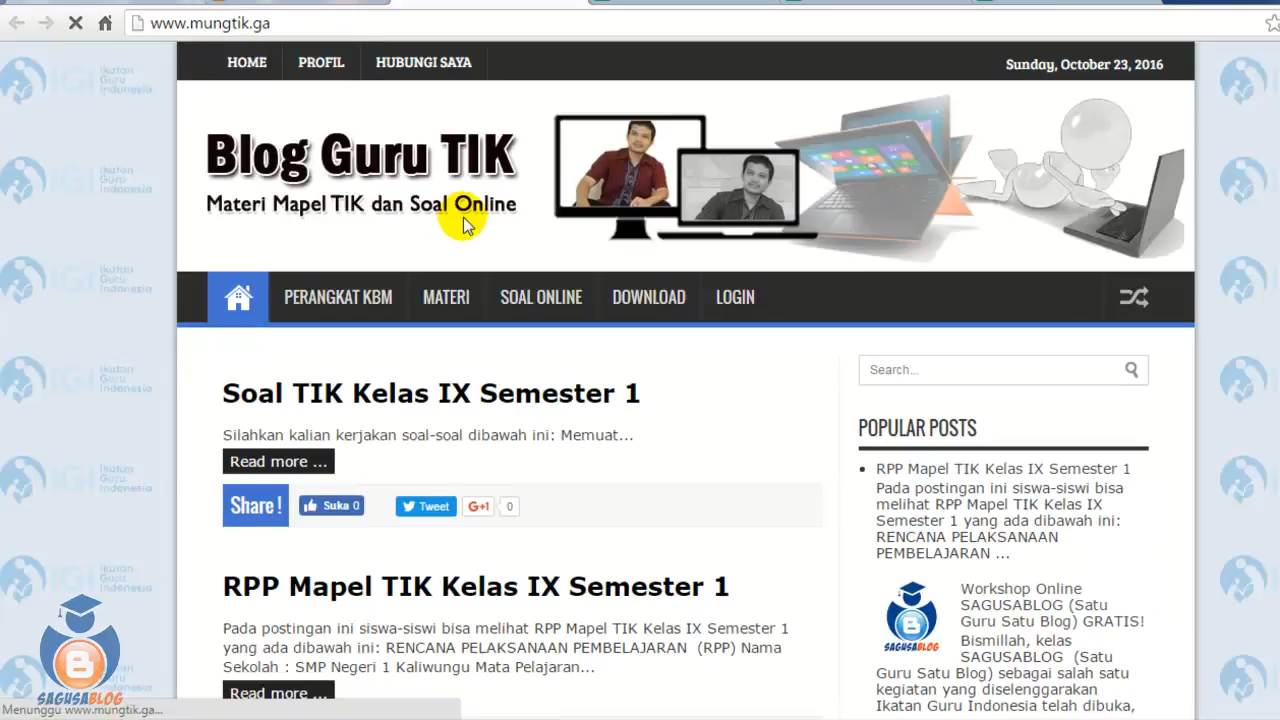 www.mungtik.ga
HOME PROFIL HUBUNGI SAYA
Sunday, October 23, 2016
Blog Guru TIK
Materi Mapel TIK dan Soal Online
PERANGKAT KBM MATERI SOAL ONLINE DOWNLOAD LOGIN
Soal TIK Kelas IX Semester 1
Silahkan kalian kerjakan soal-soal dibawah ini: Memuat...
Read more ...
Share ! Suka 0 Tweet G+1 0
RPP Mapel TIK Kelas IX Semester 1
Pada postingan ini siswa-siswi bisa melihat RPP Mapel TIK Kelas IX Semester 1
yang ada dibawah ini: RENCANA PELAKSANAAN PEMBELAJARAN (RPP) Nama
Sekolah : SMP Negeri 1 Kaliwungu Mata Pelajaran...
Read more ...
Search...
POPULAR POSTS
RPP Mapel TIK Kelas IX Semester 1
Pada postingan ini siswa-siswi bisa
melihat RPP Mapel TIK Kelas IX
Semester 1 yang ada dibawah ini:
RENCANA PELAKSANAAN
PEMBELAJARAN ...
Workshop Online
SAGUSABLOG (Satu
Guru Satu Blog) GRATIS!
Bismillah, kelas
SAGUSABLOG (Satu
Guru Satu Blog) sebagai salah satu
kegiatan yang diselenggarakan
Ikatan Guru Indonesia telah dibuka,
SAGUSABLOG
IGI Ikatan
Guru
Indonesia
SAGUSABLOG
Menunggu www.mungtik.ga...